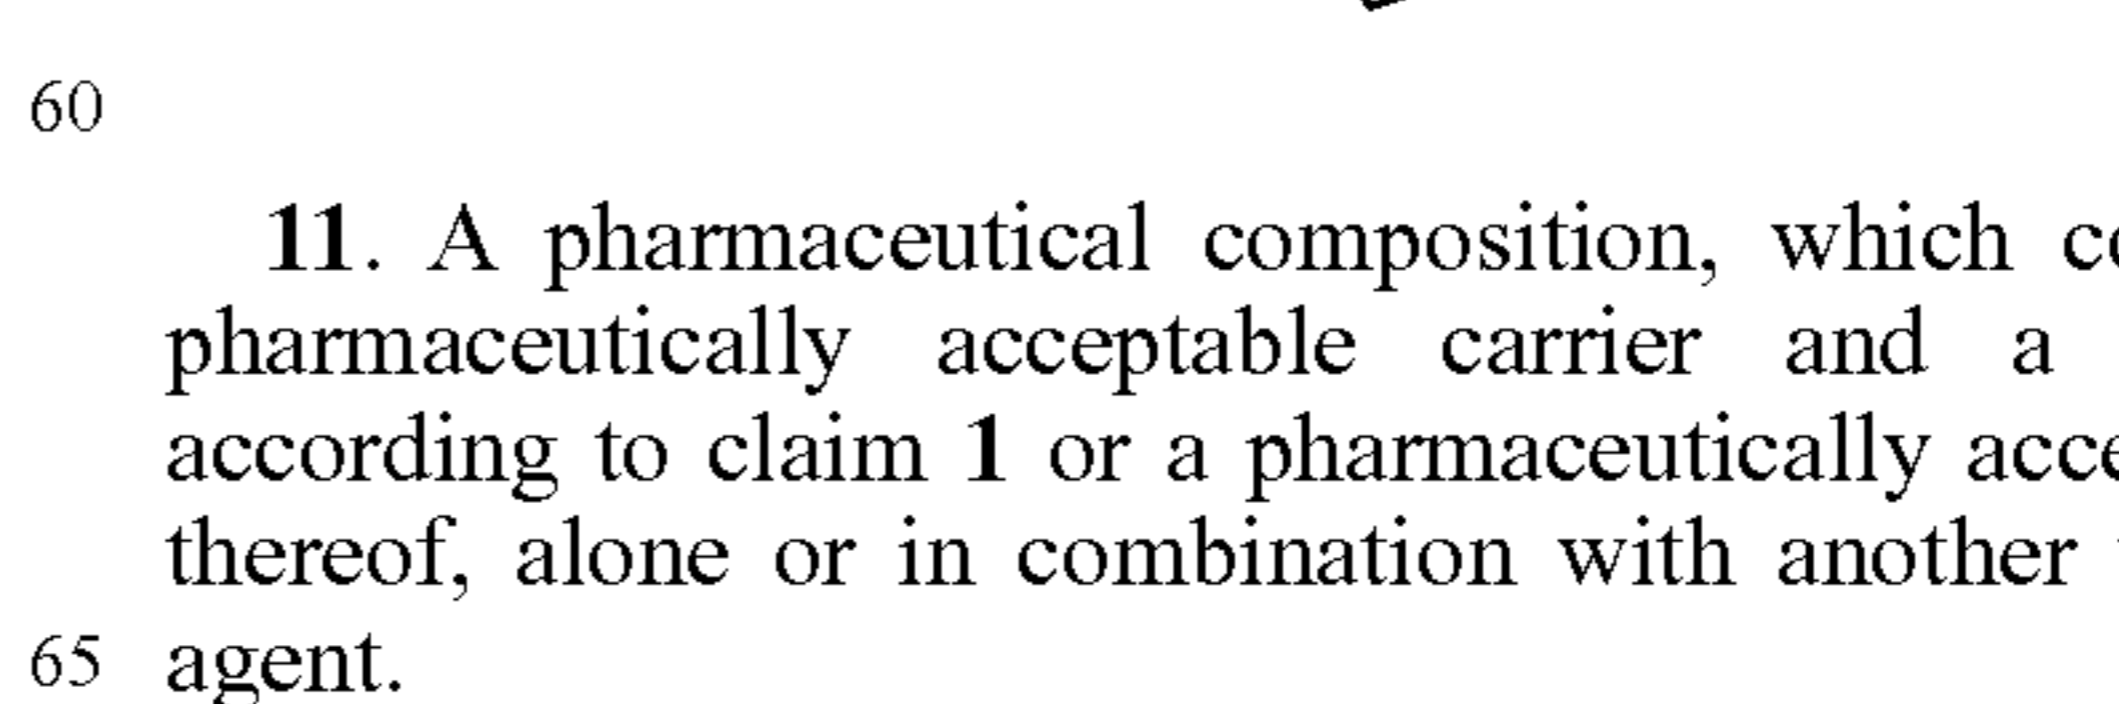 60
11. A pharmaceutical composition, which
pharmaceutically acceptable carrier and a
according to claim 1 or a pharmaceutically
thereof, alone or in combination with another
65 agent.